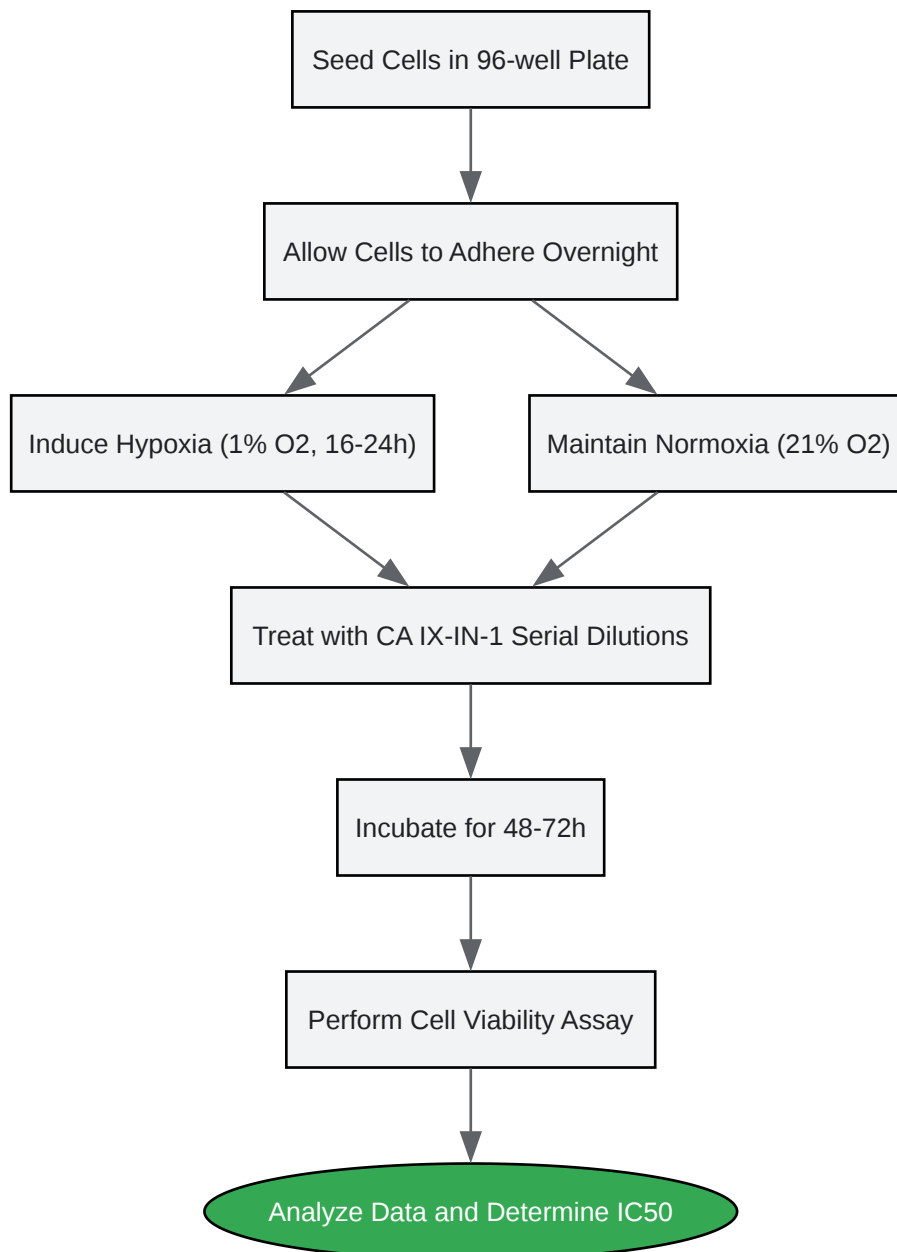 Seed Cells in 96-well Plate
Allow Cells to Adhere Overnight
Induce Hypoxia (1% O2, 16-24h)
Maintain Normoxia (21% O2)
Treat with CA IX-IN-1 Serial Dilutions
Incubate for 48-72h
Perform Cell Viability Assay
Analyze Data and Determine IC50